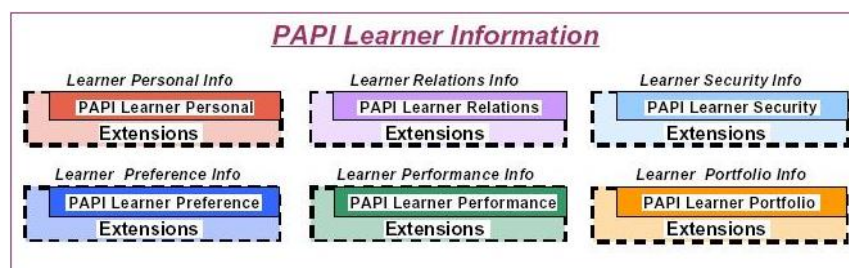 PAPI Learner Information
Learner Personal Info
PAPI Learner Personal
Extensions
Learner Relations Info
PAPI Learner Relations
Extensions
Learner Security Info
PAPI Learner Security
Extensions
Learner Preference Info
PAPI Learner Preference
Extensions
Learner Performance Info
PAPI Learner Performance
Extensions
Learner Portfolio Info
PAPI Learner Portfolio
Extensions